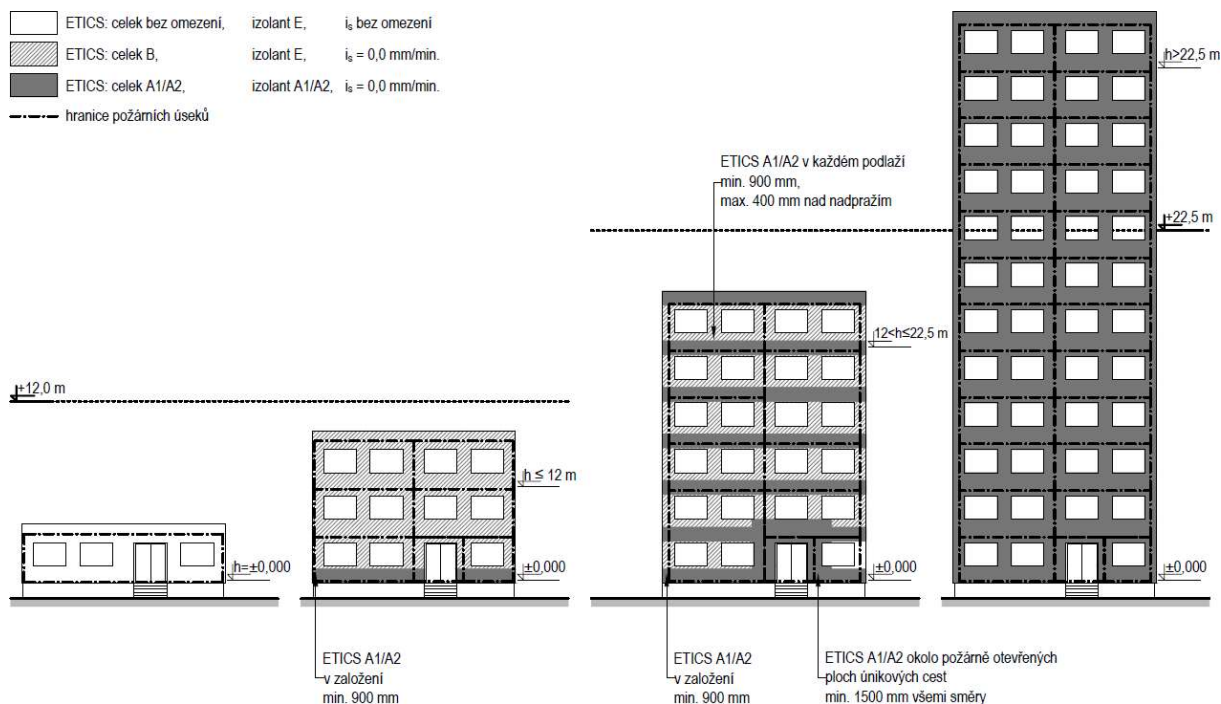 ETICS: celek bez omezení, izolant E, iₛ bez omezení
ETICS: celek B, izolant E, iₛ = 0,0 mm/min.
ETICS: celek A1/A2, izolant A1/A2, iₛ = 0,0 mm/min.
hranice požárních úseků
h>22,5 m
ETICS A1/A2 v každém podlaží
min. 900 mm,
max. 400 mm nad nadpražím
+22,5 m
12<h≤22,5 m
+12,0 m
h ≤ 12 m
h=±0,000
±0,000
±0,000
±0,000
ETICS A1/A2
v založení
min. 900 mm
ETICS A1/A2
v založení
min. 900 mm
ETICS A1/A2 okolo požárně otevřených
ploch únikových cest
min. 1500 mm všemi směry